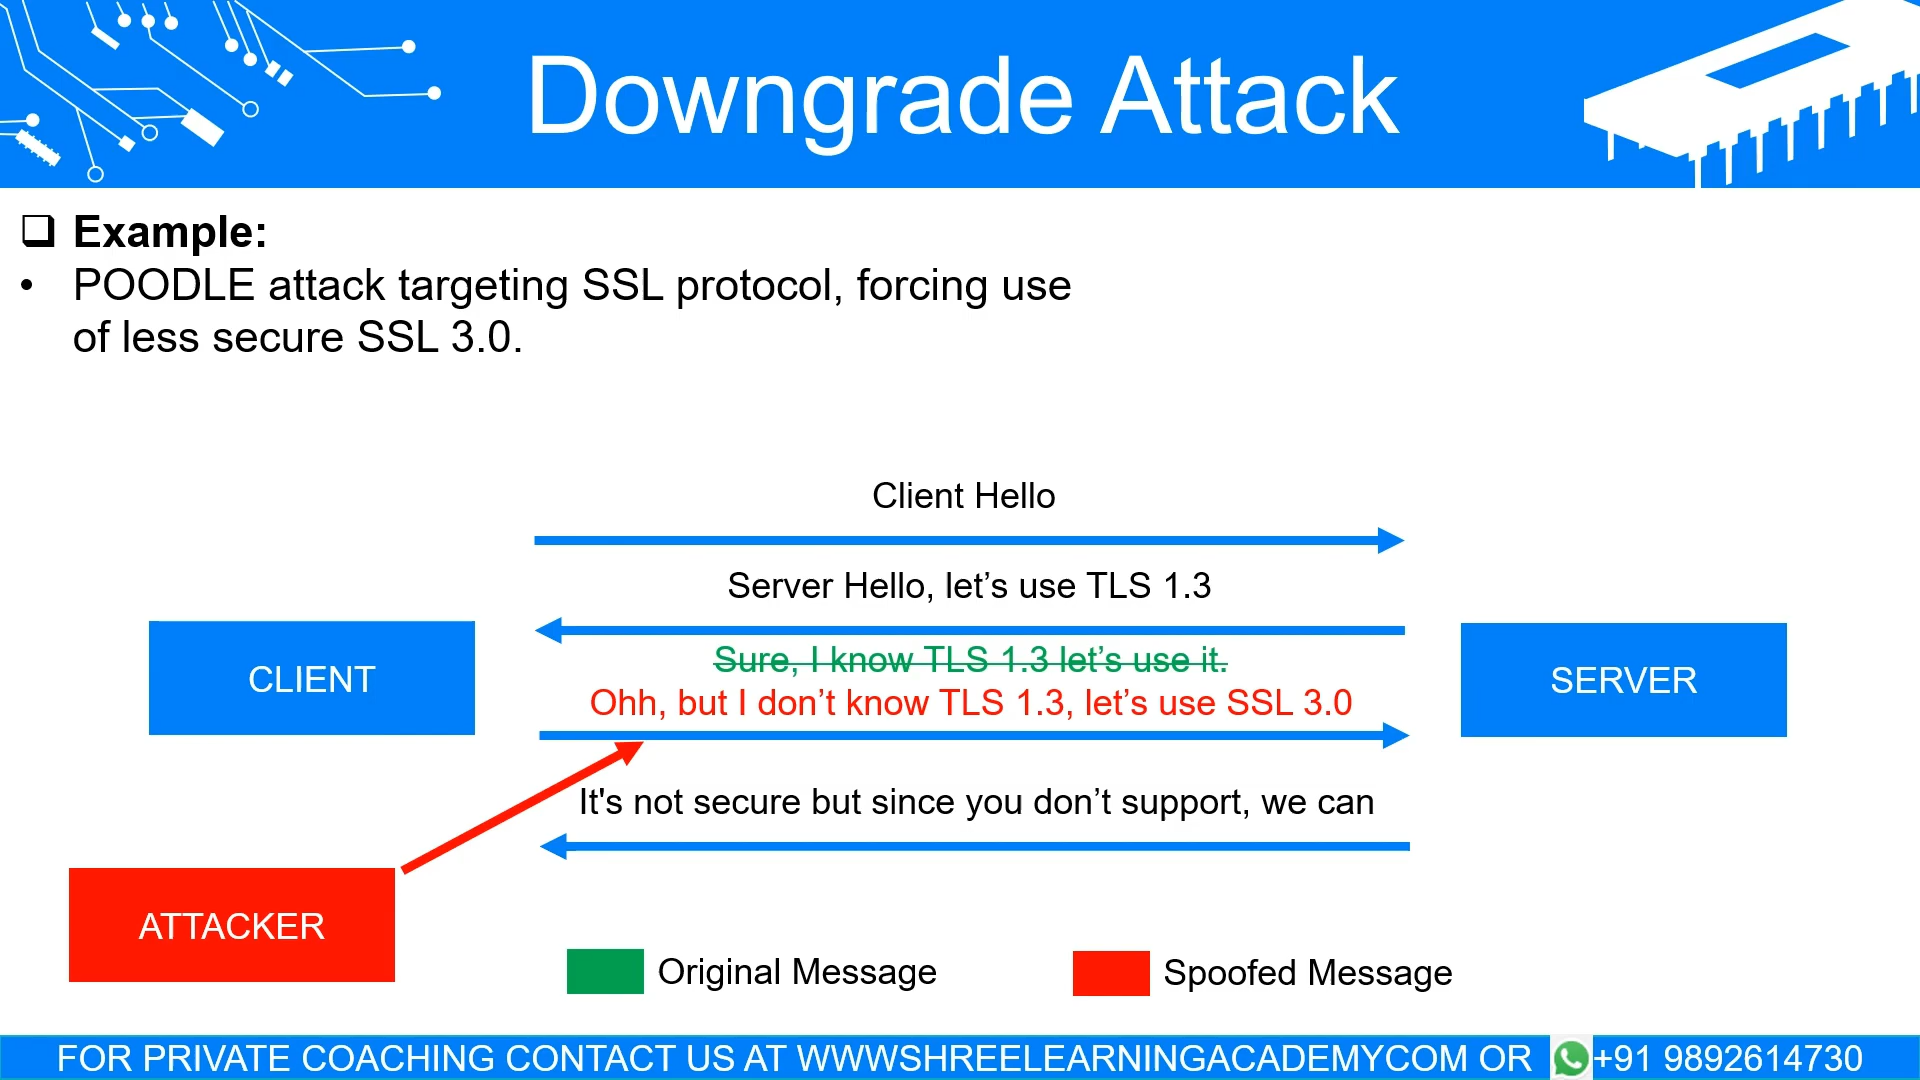 Downgrade Attack
Example:
• POODLE attack targeting SSL protocol, forcing use
of less secure SSL 3.0.
Client Hello
Server Hello, let’s use TLS 1.3
Sure, I know TLS 1.3 let’s use it.
Ohh, but I don’t know TLS 1.3, let’s use SSL 3.0
CLIENT
SERVER
It's not secure but since you don’t support, we can
ATTACKER
Original Message
Spoofed Message
FOR PRIVATE COACHING CONTACT US AT WWWSHREELEARNINGACADEMYCOM OR +91 9892614730